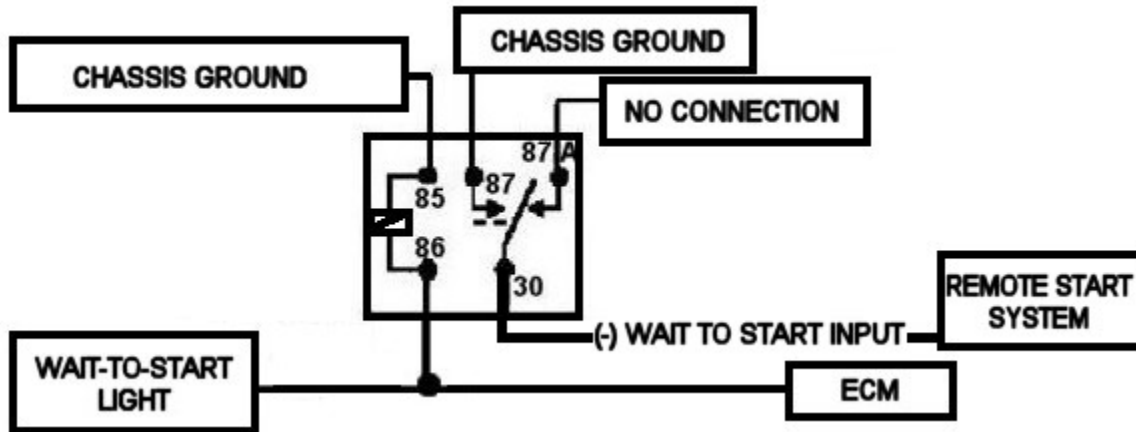 CHASSIS GROUND
CHASSIS GROUND
NO CONNECTION
87 A
87
85
86
30
REMOTE START
SYSTEM
(-) WAIT TO START INPUT
WAIT-TO-START
LIGHT
ECM